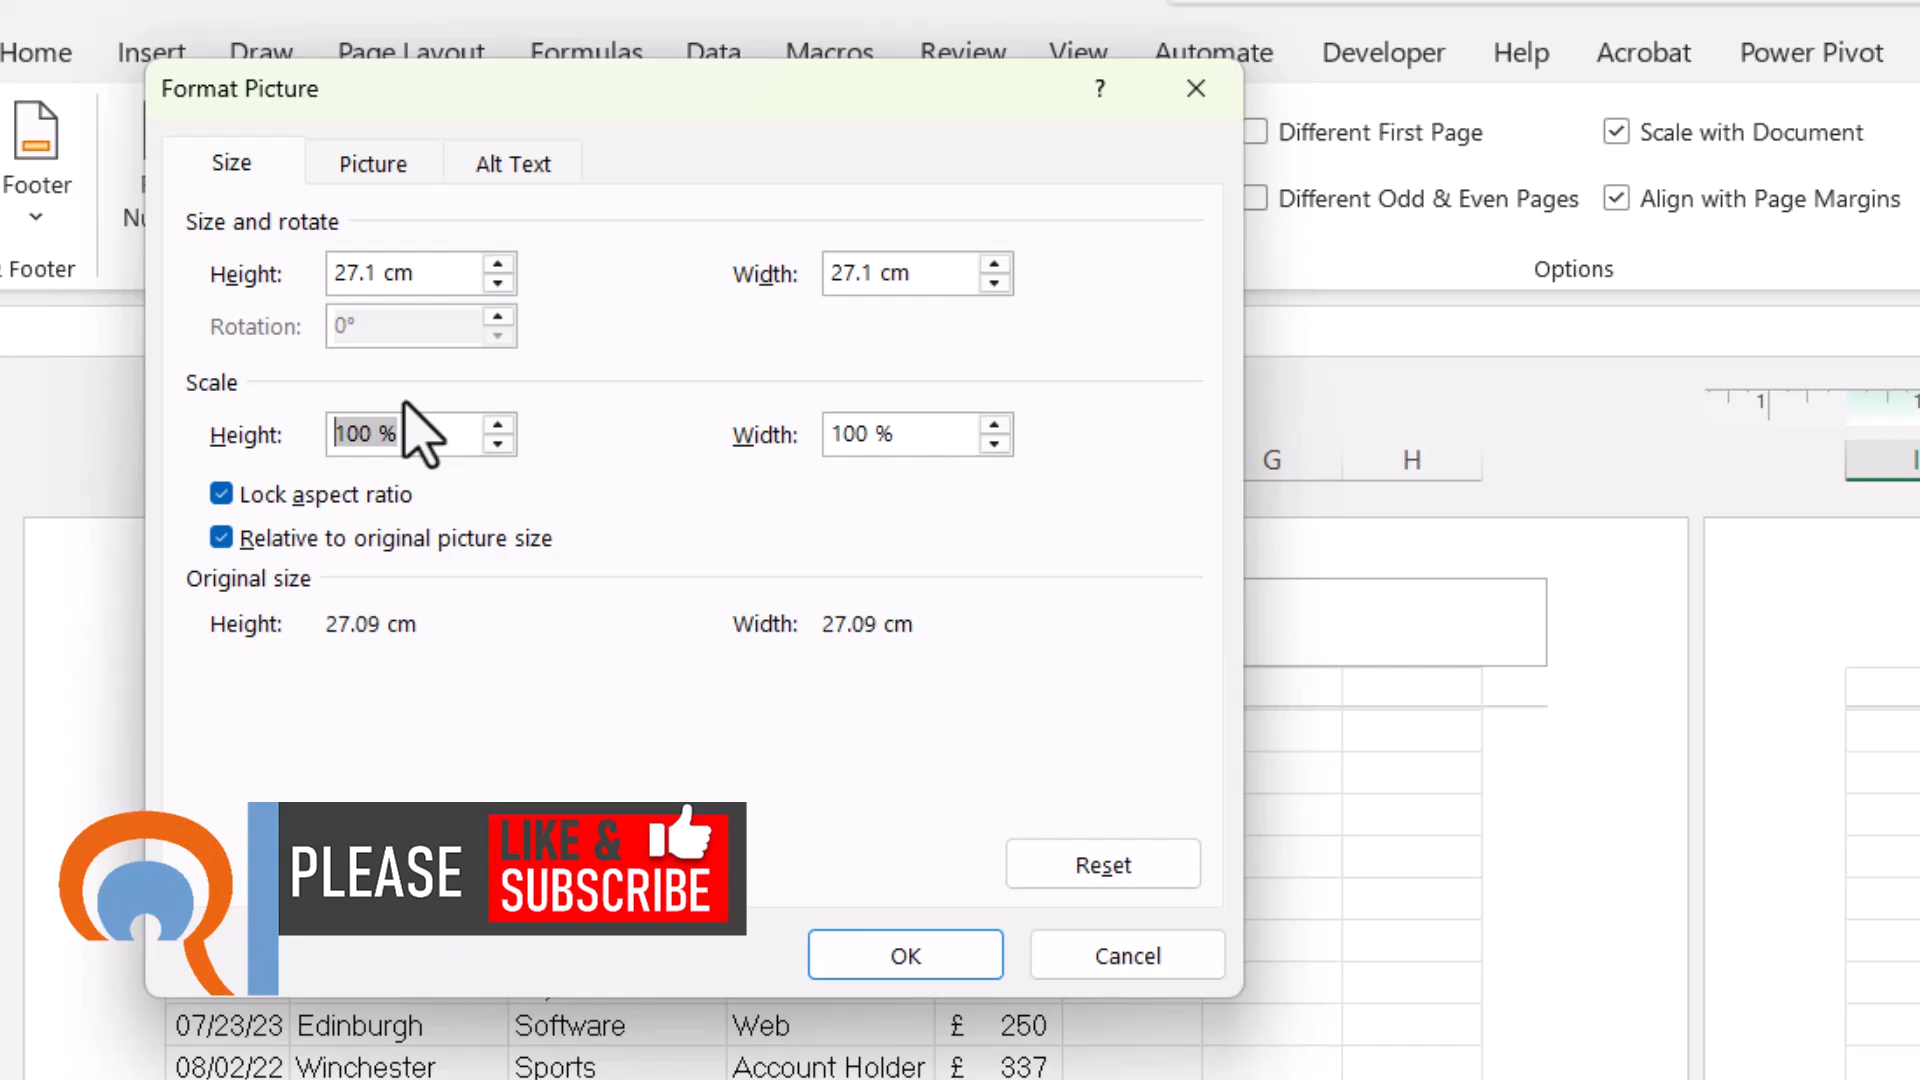 Home Insert Draw Page Layout Formulas Data Macros Review View Automate Developer Help Acrobat Power Pivot
Format Picture ?
Different First Page Scale with Document
Size Picture Alt Text
Footer
Different Odd & Even Pages Align with Page Margins
Size and rotate
Footer Options
Height: 27.1 cm Width: 27.1 cm
Rotation: 0°
Scale
1
Height: 100 % Width: 100 %
G H
Lock aspect ratio
Relative to original picture size
Original size
Height: 27.09 cm Width: 27.09 cm
PLEASE LIKE &
SUBSCRIBE
Reset
OK Cancel
07/23/23 Edinburgh Software Web £ 250
08/02/22 Winchester Sports Account Holder £ 337